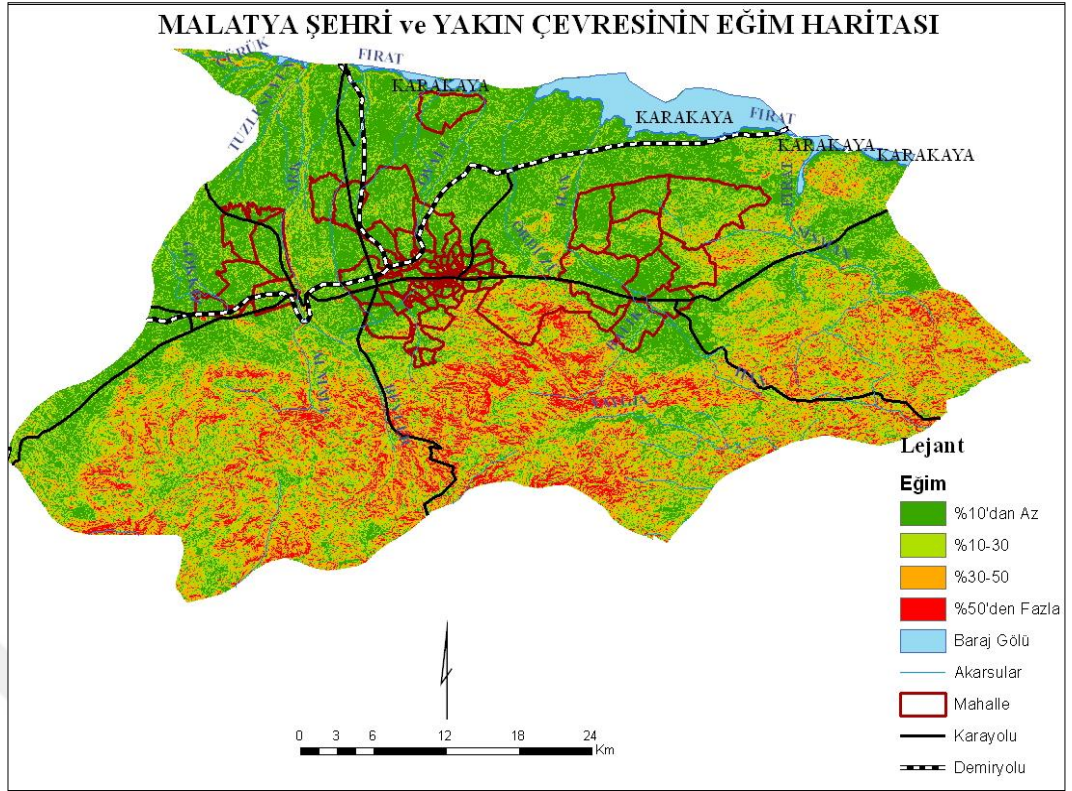 MALATYA ŞEHRİ ve YAKIN ÇEVRESİNİN EĞİM HARİTASI
FIRAT
KARAKAYA
KARAKAYA
FIRAT
KARAKAYA
KARAKAYA
FIRAT
HAN
ORDUZU
Lejant
Eğim
%10'dan Az
%10-30
%30-50
%50'den Fazla
Baraj Gölü
Akarsular
Mahalle
Karayolu
Demiryolu
0 3 6 12 18 24
Km